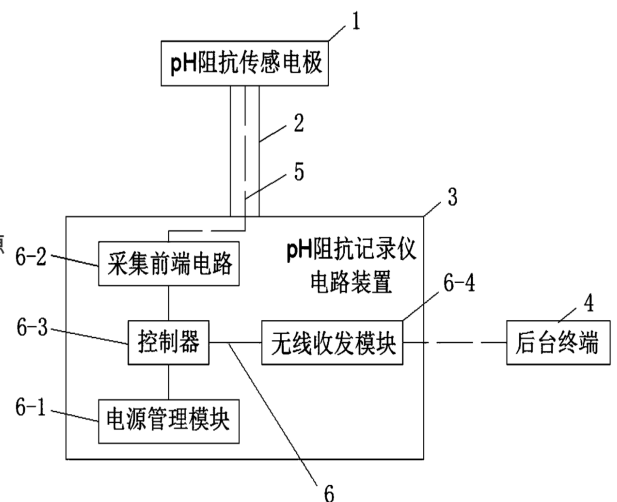 1
pH阻抗传感电极
2
5
3
6-2
采集前端电路
pH阻抗记录仪
电路装置
6-4
4
6-3
控制器
无线收发模块
后台终端
6-1
电源管理模块
6